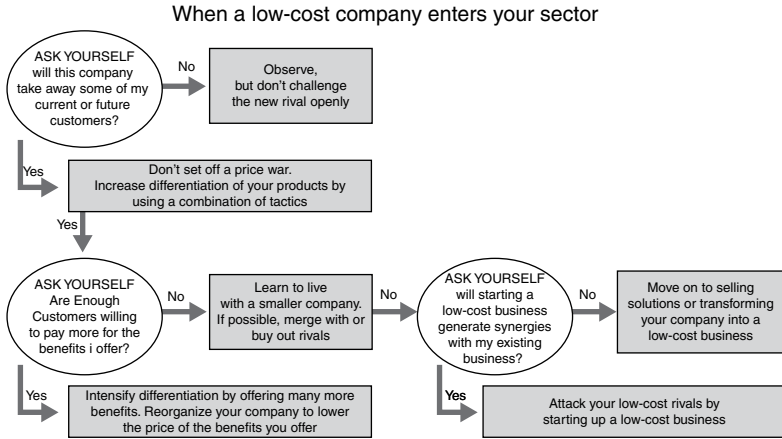 When a low-cost company enters your sector
ASK YOURSELF
will this company
take away some of my
current or future
customers?
No
Observe,
but don't challenge
the new rival openly
Yes
Don't set off a price war.
Increase differentiation of your products by
using a combination of tactics
Yes
ASK YOURSELF
Are Enough
Customers willing
to pay more for the
benefits i offer?
No
Learn to live
with a smaller company.
If possible, merge with or
buy out rivals
No
ASK YOURSELF
will starting a
low-cost business
generate synergies
with my existing
business?
No
Move on to selling
solutions or transforming
your company into a
low-cost business
Yes
Intensify differentiation by offering many more
benefits. Reorganize your company to lower
the price of the benefits you offer
Yes
Attack your low-cost rivals by
starting up a low-cost business